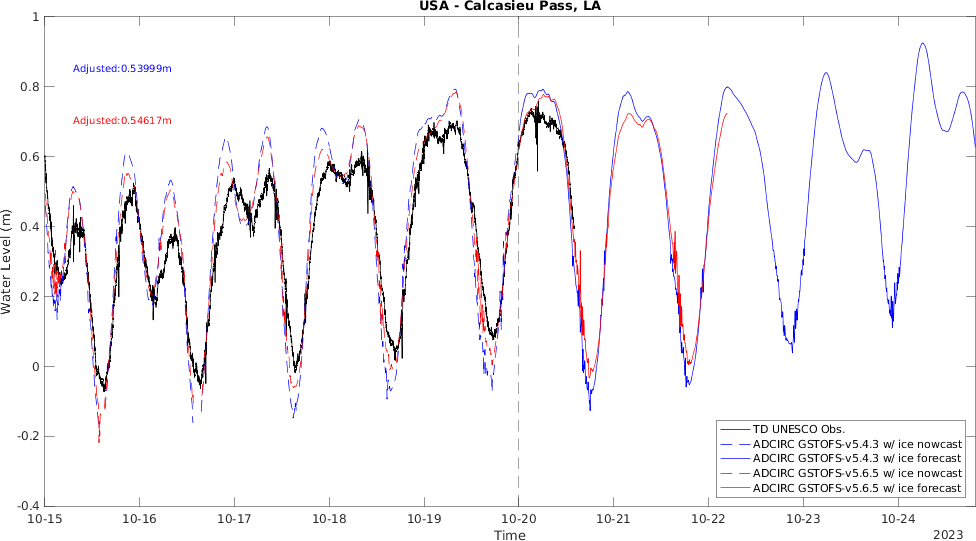 USA - Calcasieu Pass, LA
1
Adjusted:0.53999m
0.8
Adjusted:0.54617m
0.6
0.4
Water Level (m)
0.2
0
-0.2
TD UNESCO Obs.
ADCIRC GSTOFS-v5.4.3 w/ ice nowcast
ADCIRC GSTOFS-v5.4.3 w/ ice forecast
ADCIRC GSTOFS-v5.6.5 w/ ice nowcast
ADCIRC GSTOFS-v5.6.5 w/ ice forecast
-0.4
10-15 10-16 10-17 10-18 10-19 10-20 10-21 10-22 10-23 10-24
Time
2023